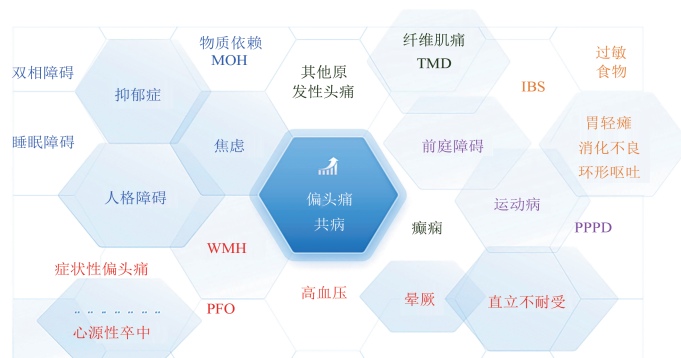 双相障碍
抑郁症
物质依赖
MOH
其他原
发性头痛
纤维肌痛
TMD
IBS
过敏
食物
睡眠障碍
焦虑
前庭障碍
胃轻瘫
消化不良
环形呕吐
人格障碍
偏头痛
共病
运动病
癫痫
PPPD
WMH
症状性偏头痛
高血压
晕厥
直立不耐受
PFO
.. .. .. .. .. .. ..
心源性卒中